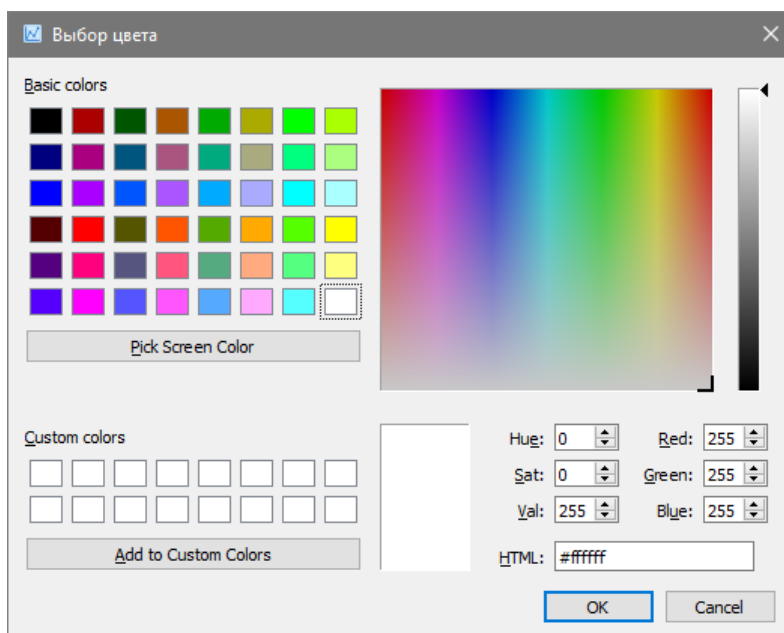 Выбор цвета
Basic colors
Pick Screen Color
Custom colors
Add to Custom Colors
Hue: 0 Red: 255
Sat: 0 Green: 255
Val: 255 Blue: 255
HTML: #ffffff
OK Cancel